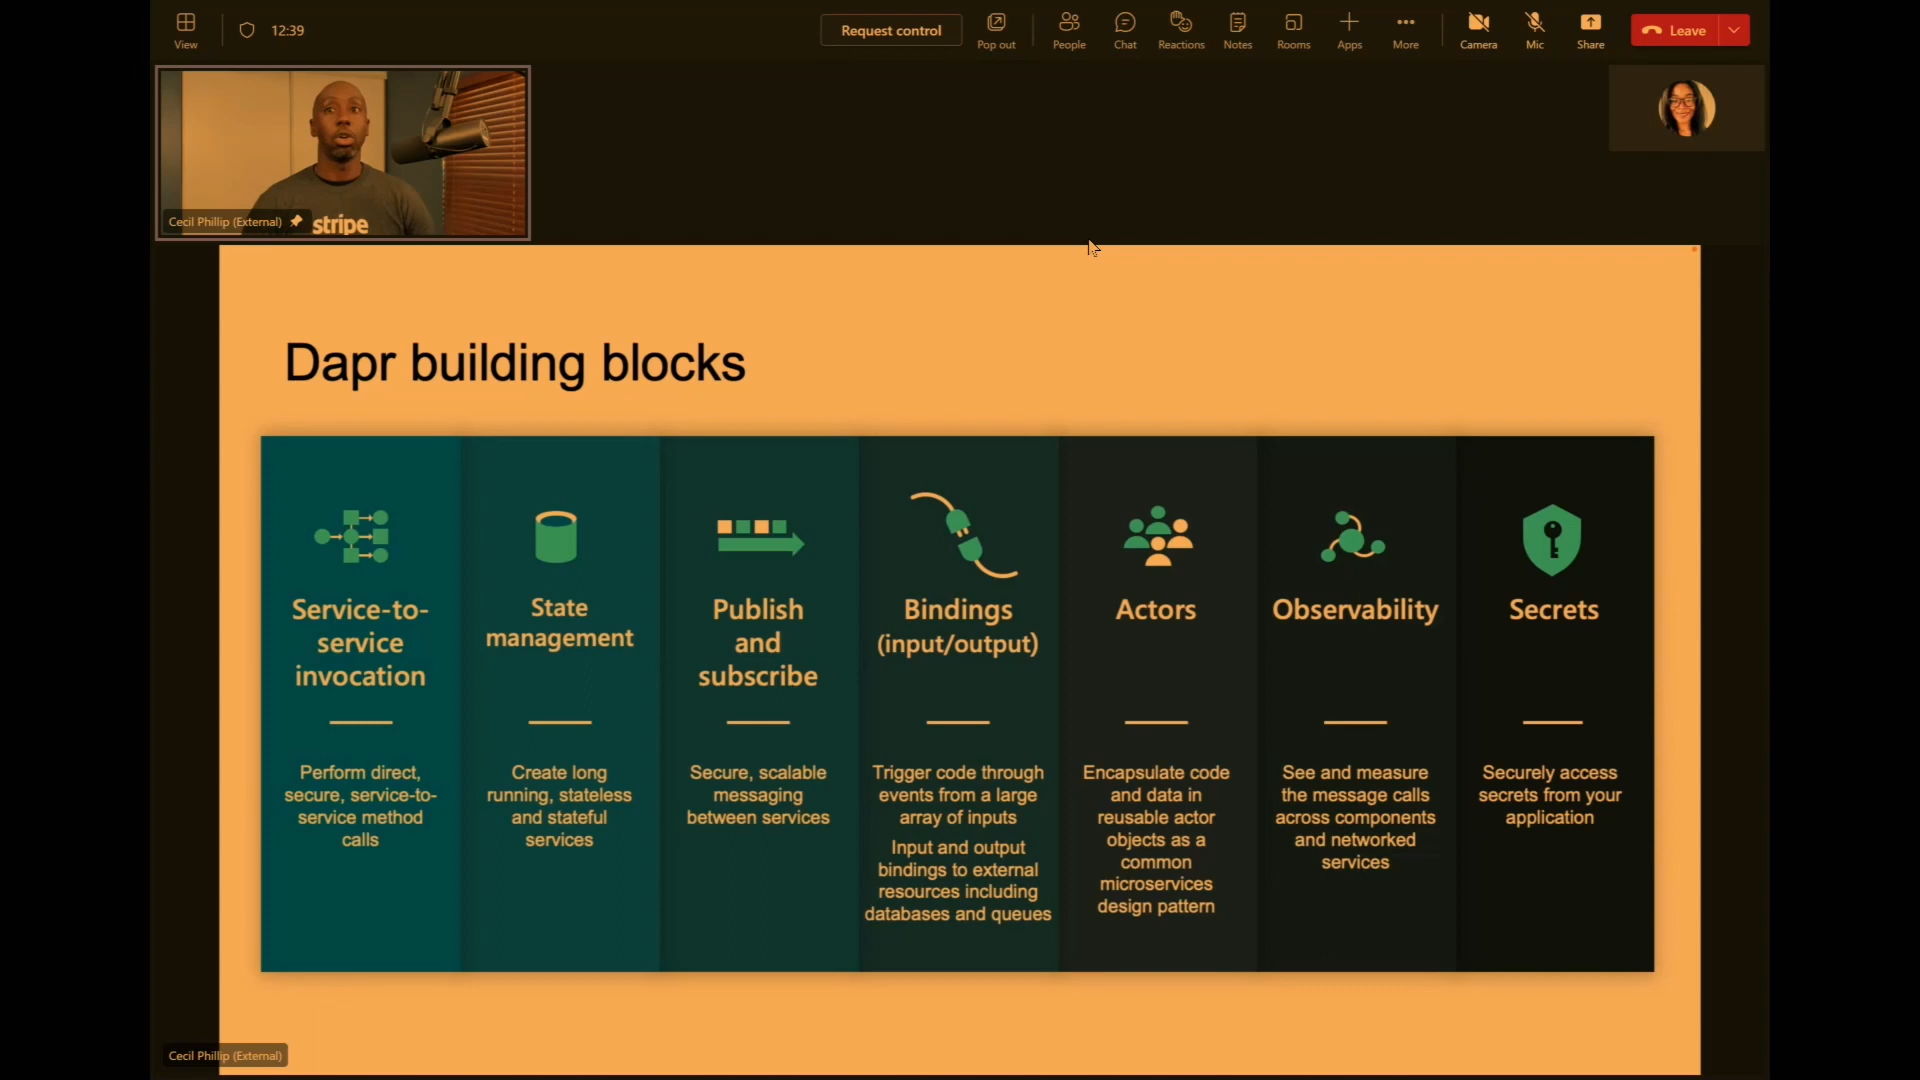 View
12:39
Request control
Pop out
People
Chat
Reactions
Notes
Rooms
Apps
More
Camera
Mic
Share
Leave
stripe
Cecil Phillip (External)
Dapr building blocks
Service-to-
service
invocation
Perform direct,
secure, service-to-
service method
calls
State
management
Create long
running, stateless
and stateful
services
Publish
and
subscribe
Secure, scalable
messaging
between services
Bindings
(input/output)
Trigger code through
events from a large
array of inputs
Input and output
bindings to external
resources including
databases and queues
Actors
Encapsulate code
and data in
reusable actor
objects as a
common
microservices
design pattern
Observability
See and measure
the message calls
across components
and networked
services
Secrets
Securely access
secrets from your
application
Cecil Phillip (External)